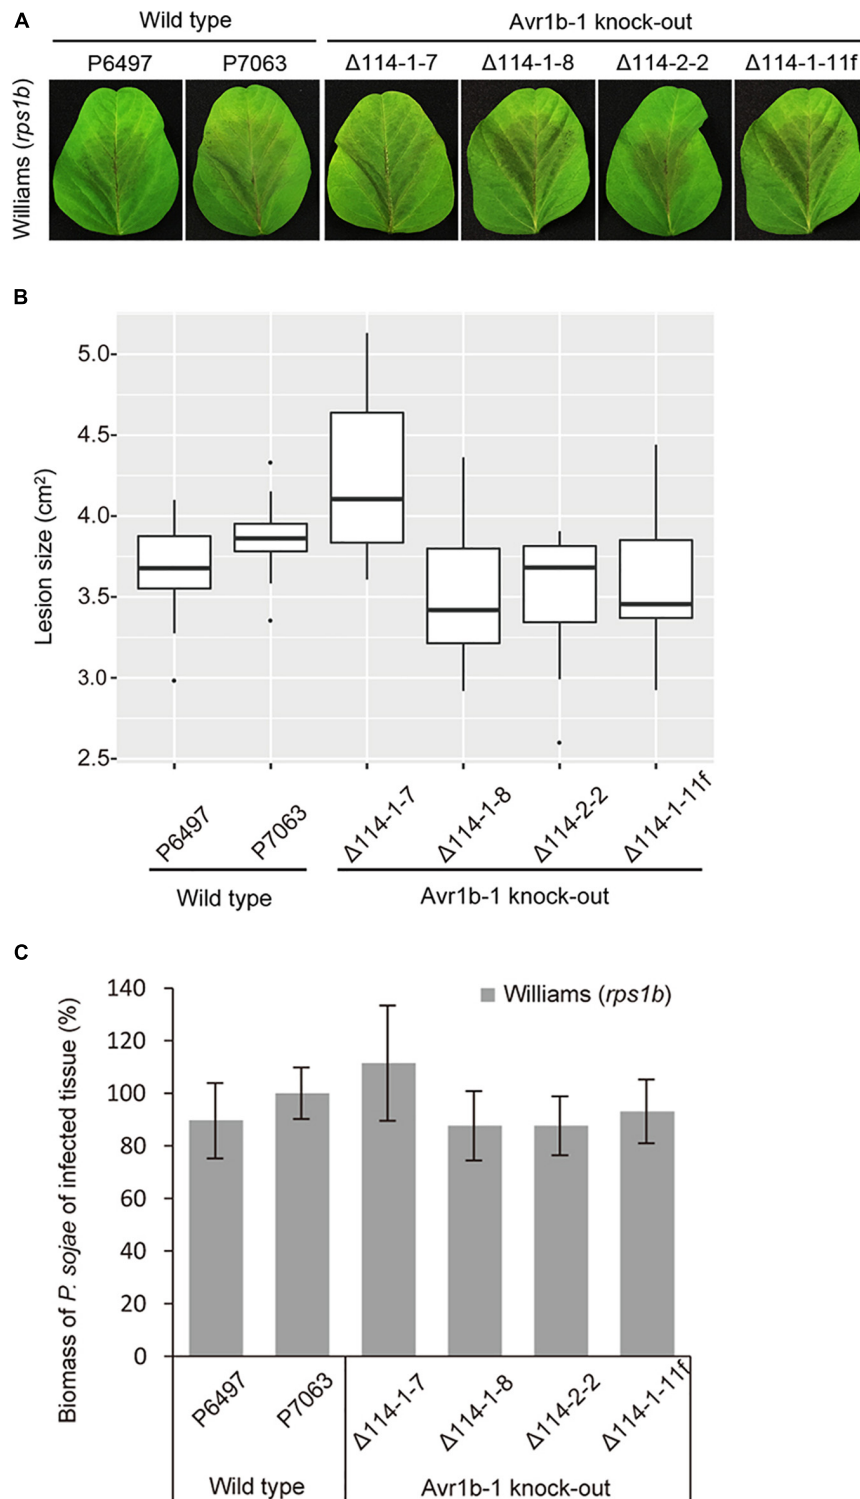 A
Wild type
Avr1b-1 knock-out
P6497
P7063
Δ114-1-7
Δ114-1-8
Δ114-2-2
Δ114-1-11f
Williams (rps1b)
B
Lesion size (cm²)
5.0
4.5
4.0
3.5
3.0
2.5
P6497
P7063
Δ114-1-7
Δ114-1-8
Δ114-2-2
Δ114-1-11f
Wild type
Avr1b-1 knock-out
C
Biomass of P. sojae of infected tissue (%)
140
120
100
80
60
40
20
0
Williams (rps1b)
P6497
P7063
Δ114-1-7
Δ114-1-8
Δ114-2-2
Δ114-1-11f
Wild type
Avr1b-1 knock-out